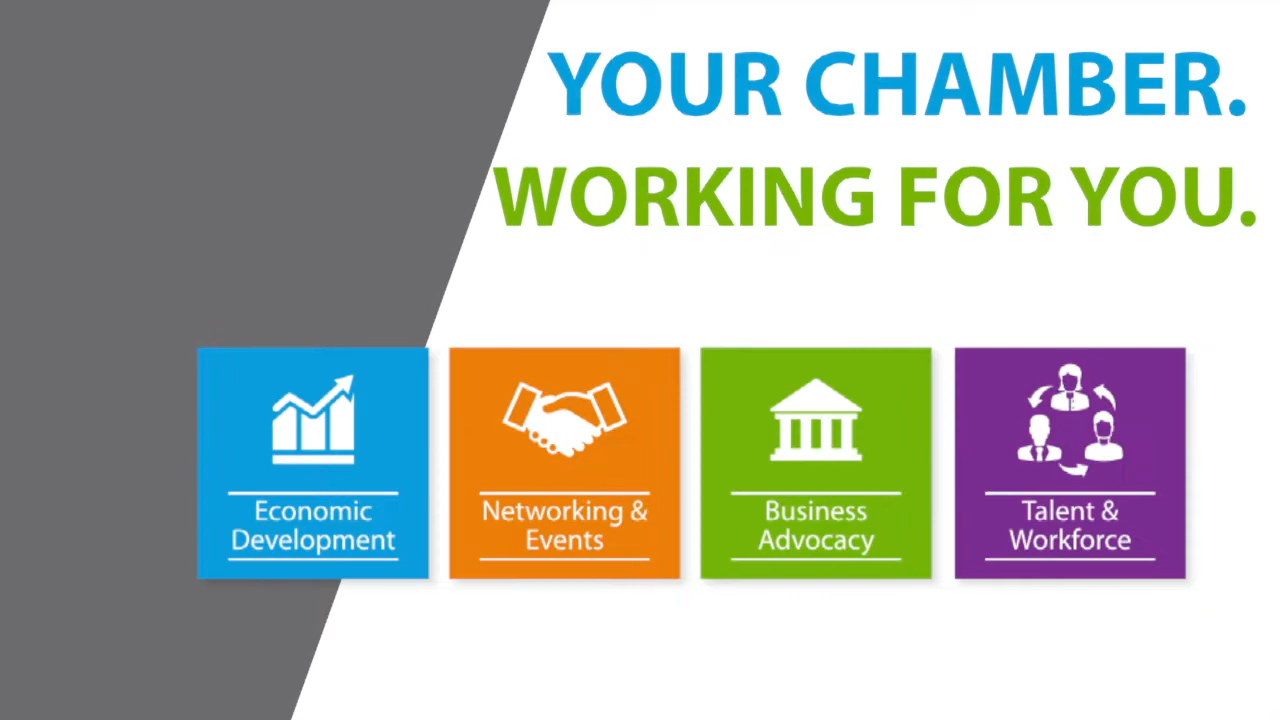 YOUR CHAMBER.
WORKING FOR YOU.
Economic
Development
Networking &
Events
Business
Advocacy
Talent &
Workforce